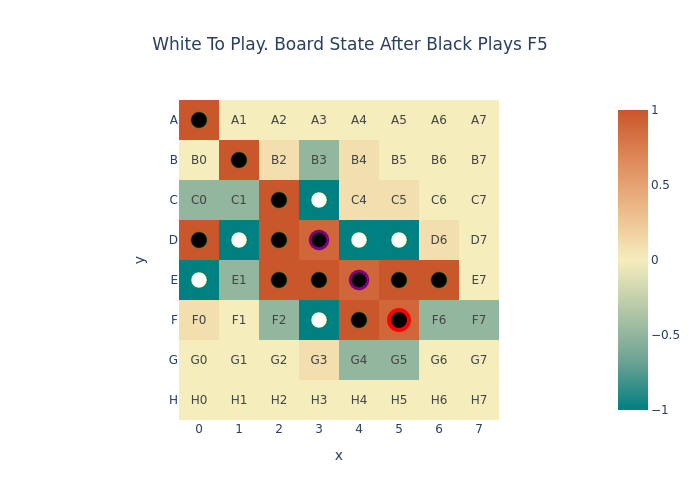 White To Play. Board State After Black Plays F5
A A1 A2 A3 A4 A5 A6 A7
B B0 B2 B3 B4 B5 B6 B7
C C0 C1 C4 C5 C6 C7
D D6 D7
E E1 E7
F F0 F1 F2 F6 F7
G G0 G1 G2 G3 G4 G5 G6 G7
H H0 H1 H2 H3 H4 H5 H6 H7
0 1 2 3 4 5 6 7
x
y
1
0.5
0
−0.5
−1